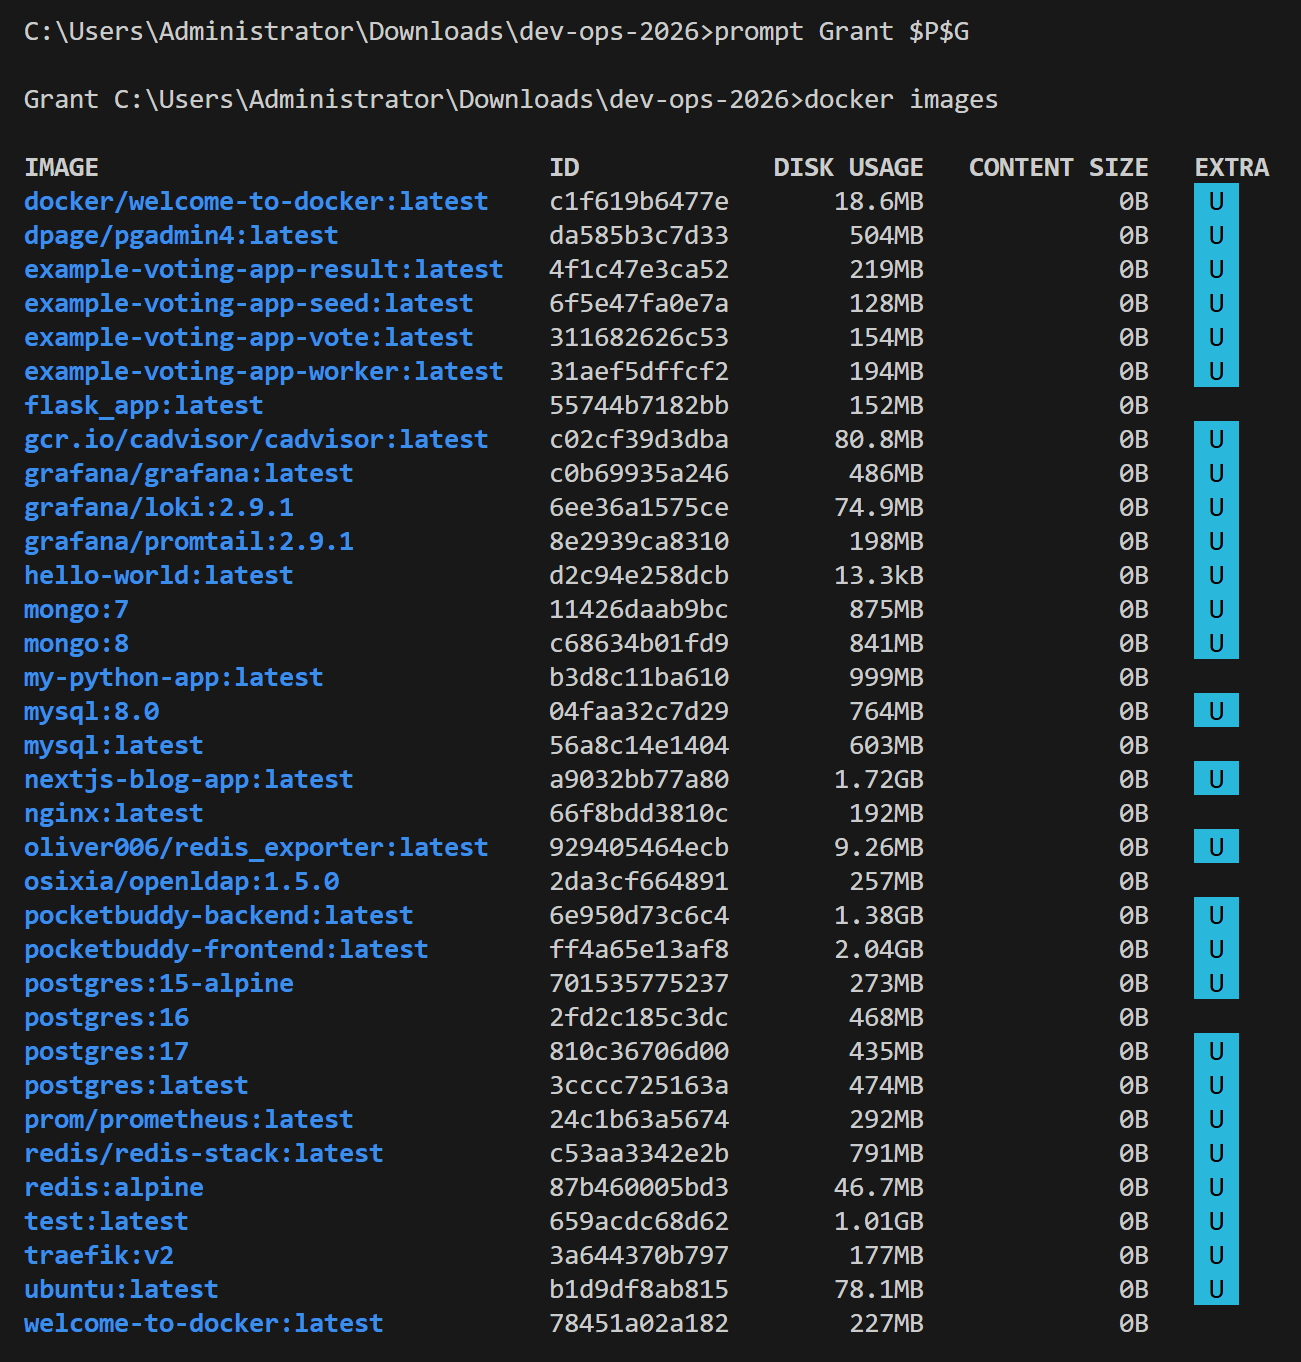 C:\Users\Administrator\Downloads\dev-ops-2026>prompt Grant $P$G
Grant C:\Users\Administrator\Downloads\dev-ops-2026>docker images
IMAGE ID DISK USAGE CONTENT SIZE EXTRA
docker/welcome-to-docker:latest c1f619b6477e 18.6MB 0B U
dpage/pgadmin4:latest da585b3c7d33 504MB 0B U
example-voting-app-result:latest 4f1c47e3ca52 219MB 0B U
example-voting-app-seed:latest 6f5e47fa0e7a 128MB 0B U
example-voting-app-vote:latest 311682626c53 154MB 0B U
example-voting-app-worker:latest 31aef5dffcf2 194MB 0B U
flask_app:latest 55744b7182bb 152MB 0B
gcr.io/cadvisor/cadvisor:latest c02cf39d3dba 80.8MB 0B U
grafana/grafana:latest c0b69935a246 486MB 0B U
grafana/loki:2.9.1 6ee36a1575ce 74.9MB 0B U
grafana/promtail:2.9.1 8e2939ca8310 198MB 0B U
hello-world:latest d2c94e258dcb 13.3kB 0B U
mongo:7 11426daab9bc 875MB 0B U
mongo:8 c68634b01fd9 841MB 0B U
my-python-app:latest b3d8c11ba610 999MB 0B
mysql:8.0 04faa32c7d29 764MB 0B U
mysql:latest 56a8c14e1404 603MB 0B
nextjs-blog-app:latest a9032bb77a80 1.72GB 0B U
nginx:latest 66f8bdd3810c 192MB 0B
oliver006/redis_exporter:latest 929405464ecb 9.26MB 0B U
osixia/openldap:1.5.0 2da3cf664891 257MB 0B
pocketbuddy-backend:latest 6e950d73c6c4 1.38GB 0B U
pocketbuddy-frontend:latest ff4a65e13af8 2.04GB 0B U
postgres:15-alpine 701535775237 273MB 0B U
postgres:16 2fd2c185c3dc 468MB 0B
postgres:17 810c36706d00 435MB 0B U
postgres:latest 3cccc725163a 474MB 0B U
prom/prometheus:latest 24c1b63a5674 292MB 0B U
redis/redis-stack:latest c53aa3342e2b 791MB 0B U
redis:alpine 87b460005bd3 46.7MB 0B U
test:latest 659acdc68d62 1.01GB 0B U
traefik:v2 3a644370b797 177MB 0B U
ubuntu:latest b1d9df8ab815 78.1MB 0B U
welcome-to-docker:latest 78451a02a182 227MB 0B